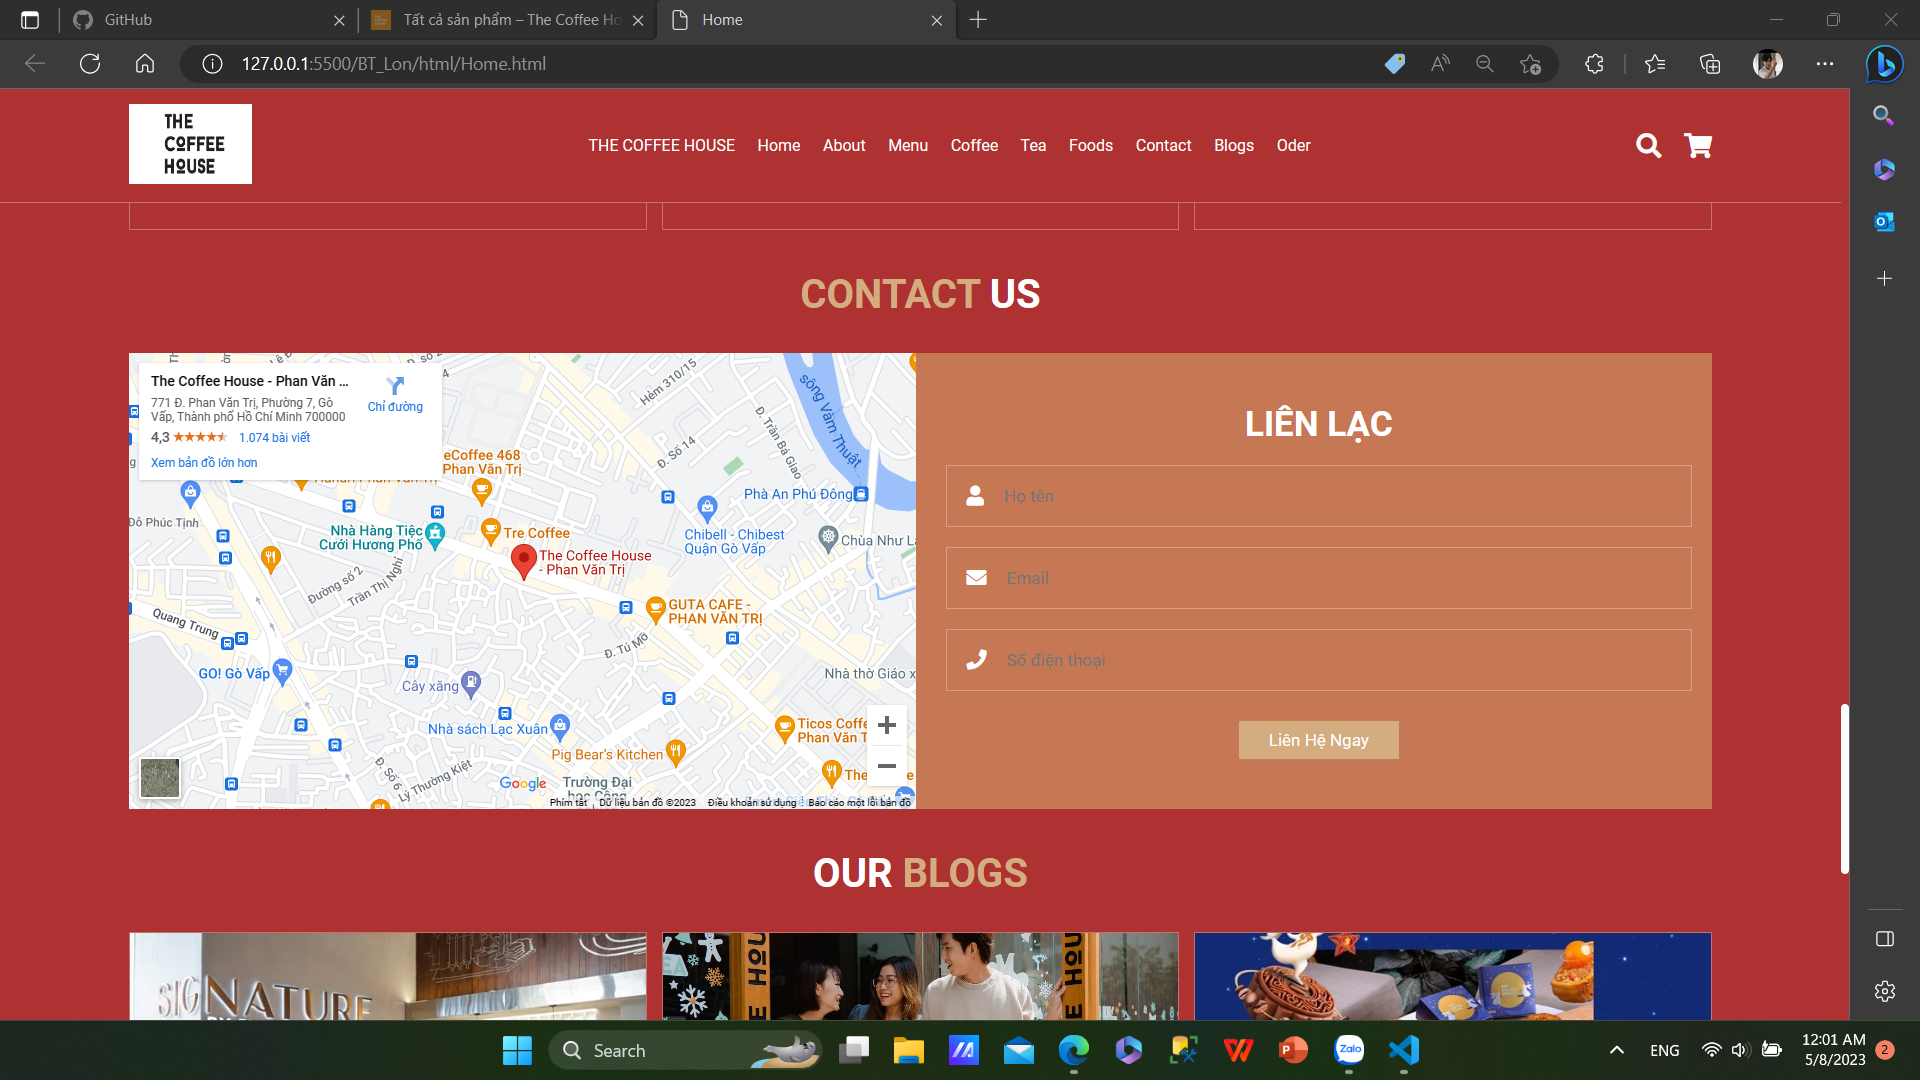 GitHub
Tất cả sản phẩm – The Coffee Ho
Home
127.0.0.1:5500/BT_Lon/html/Home.html
THE
COFFEE
HOUSE
THE COFFEE HOUSE Home About Menu Coffee Tea Foods Contact Blogs Oder
CONTACT US
The Coffee House - Phan Văn ...
771 Đ. Phan Văn Trị, Phường 7, Gò
Vấp, Thành phố Hồ Chí Minh 700000
4,3 1.074 bài viết
Xem bản đồ lớn hơn
Chỉ đường
Hẻm 310/15
Đ. Trần Bá Giao
sông Vàm Thuật
Đ. Số 14
eCoffee 468
Phan Văn Trị
Phà An Phú Đông
Đỗ Phúc Tịnh
Nhà Hàng Tiệc
Cưới Hương Phố
Tre Coffee
Chibell - Chibest
Quận Gò Vấp
Chùa Như La
The Coffee House
- Phan Văn Trị
Đường số 2
Trần Thị Nghỉ
GUTA CAFE -
PHAN VĂN TRỊ
Quang Trung
Đ. Tú Mỡ
GO! Gò Vấp
Cây xăng
Nhà thờ Giáo x
Nhà sách Lạc Xuân
Ticos Coffe
Phan Văn T
Pig Bear's Kitchen
Đ. Số 6
Lý Thường Kiệt
Google
Trường Đại
học Công
The
Phím tắt Dữ liệu bản đồ ©2023 Điều khoản sử dụng Báo cáo một lỗi bản đồ
LIÊN LẠC
Họ tên
Email
Số điện thoại
Liên Hệ Ngay
OUR BLOGS
SIGNATURE
HOU
HOU
Search
Zalo
ENG
12:01 AM
5/8/2023
2